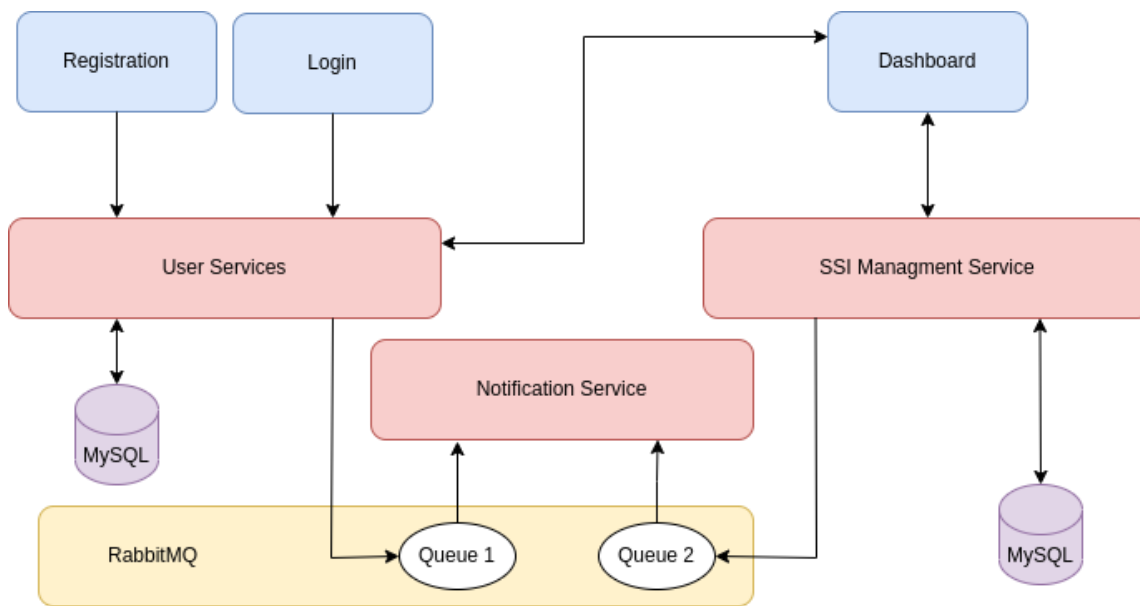 Registration
Login
Dashboard
User Services
SSI Managment Service
Notification Service
MySQL
RabbitMQ
Queue 1
Queue 2
MySQL